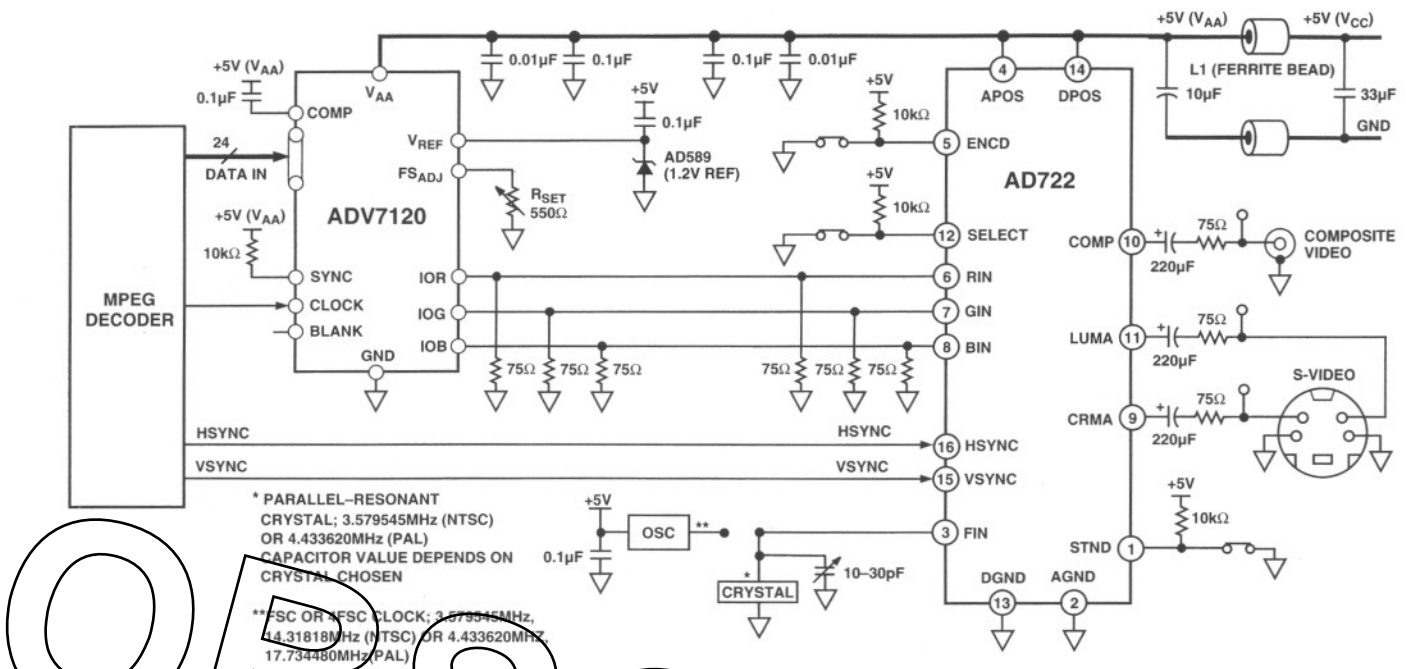 +5V (VAA)
+5V (VCC)
0.01µF
0.1µF
0.1µF
0.01µF
L1 (FERRITE BEAD)
10µF
33µF
GND
+5V (VAA)
0.1µF
COMP
VAA
VREF
FSADJ
ADV7120
24
DATA IN
+5V (VAA)
10kΩ
SYNC
CLOCK
BLANK
GND
IOR
IOG
IOB
MPEG
DECODER
+5V
0.1µF
AD589
(1.2V REF)
RSET
550Ω
75Ω
75Ω
75Ω
75Ω
75Ω
75Ω
+5V
10kΩ
+5V
10kΩ
4
APOS
14
DPOS
5 ENCD
AD722
12 SELECT
6 RIN
7 GIN
8 BIN
16 HSYNC
15 VSYNC
3 FIN
DGND
13
AGND
2
COMP 10
LUMA 11
CRMA 9
STND 1
+
220µF
75Ω
COMPOSITE
VIDEO
+
220µF
75Ω
S-VIDEO
+
220µF
75Ω
+5V
10kΩ
HSYNC
HSYNC
VSYNC
VSYNC
* PARALLEL–RESONANT
CRYSTAL; 3.579545MHz (NTSC)
OR 4.433620MHz (PAL)
CAPACITOR VALUE DEPENDS ON
CRYSTAL CHOSEN
**FSC OR 4FSC CLOCK; 3.579545MHz,
14.31818MHz (NTSC) OR 4.433620MHZ,
17.734480MHz(PAL)
+5V
0.1µF
OSC
**
*
CRYSTAL
10–30pF